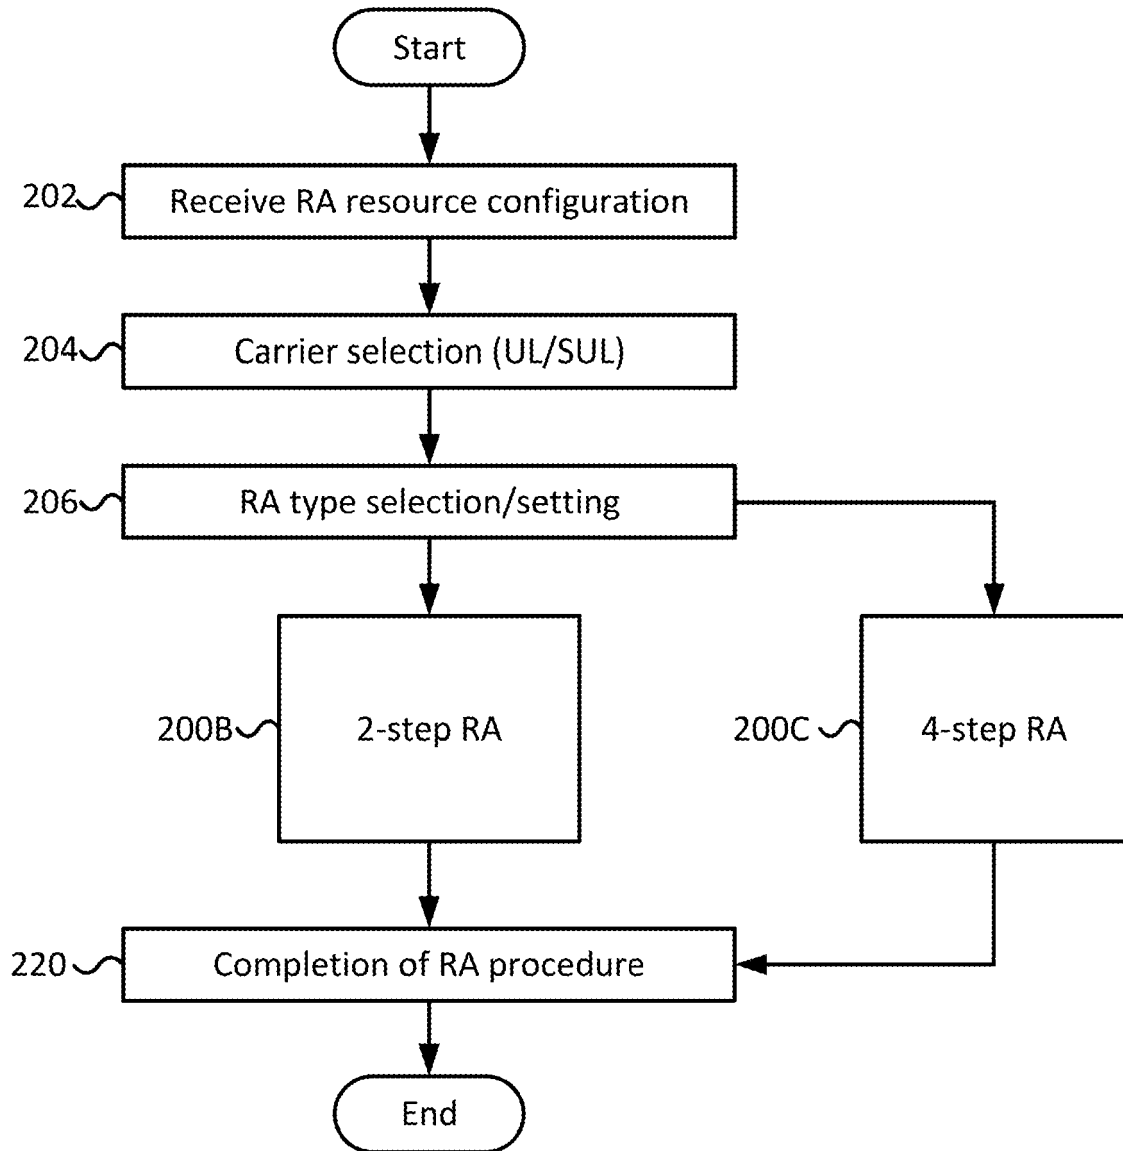 Start
202
Receive RA resource configuration
204
Carrier selection (UL/SUL)
206
RA type selection/setting
200B
2-step RA
200C
4-step RA
220
Completion of RA procedure
End